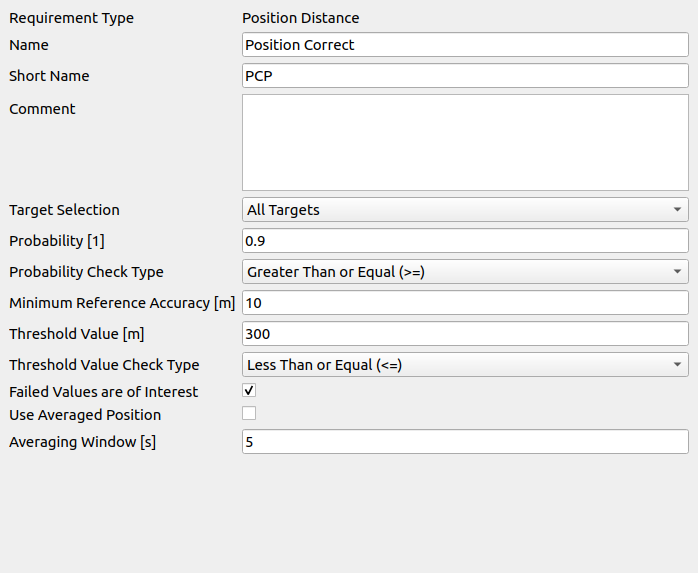 Requirement Type Position Distance
Name Position Correct
Short Name PCP
Comment
Target Selection All Targets
Probability [1] 0.9
Probability Check Type Greater Than or Equal (>=)
Minimum Reference Accuracy [m] 10
Threshold Value [m] 300
Threshold Value Check Type Less Than or Equal (<=)
Failed Values are of Interest
Use Averaged Position
Averaging Window [s] 5